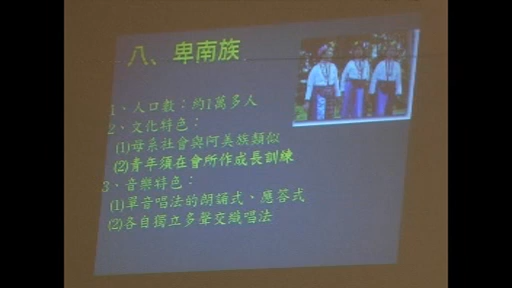 八、卑南族
1、人口數：約1萬多人
2、文化特色：
(1)母系社會與阿美族類似
(2)青年須在會所作成長訓練
3、音樂特色：
(1)單音唱法的朗誦式、應答式
(2)各自獨立多聲交織唱法